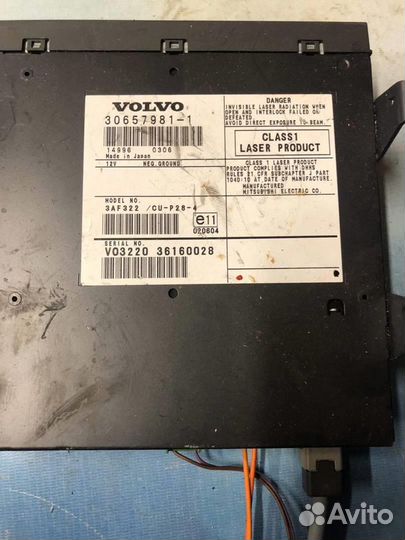 VOLVO
30657981-1
14996 0306
Made in Japan
12V NEG.GROUND
MODEL NO.
3AF322 /CU-P28-4
e11
020604
SERIAL NO.
VO3220 36160028
DANGER
INVISIBLE LASER RADIATION WHEN
OPEN AND INTERLOCK FAILED OR
DEFEATED
AVOID DIRECT EXPOSURE TO BEAM.
CLASS1
LASER PRODUCT
CLASS 1 LASER PRODUCT
PRODUCT COMPLIES WITH DHHS
RULES 21 CFR SUBCHAPTER J PART
1040-10 AT DATE OF MANUFACTURE.
MANUFACTURED
MITSUBISHI ELECTRIC CO.
Avito